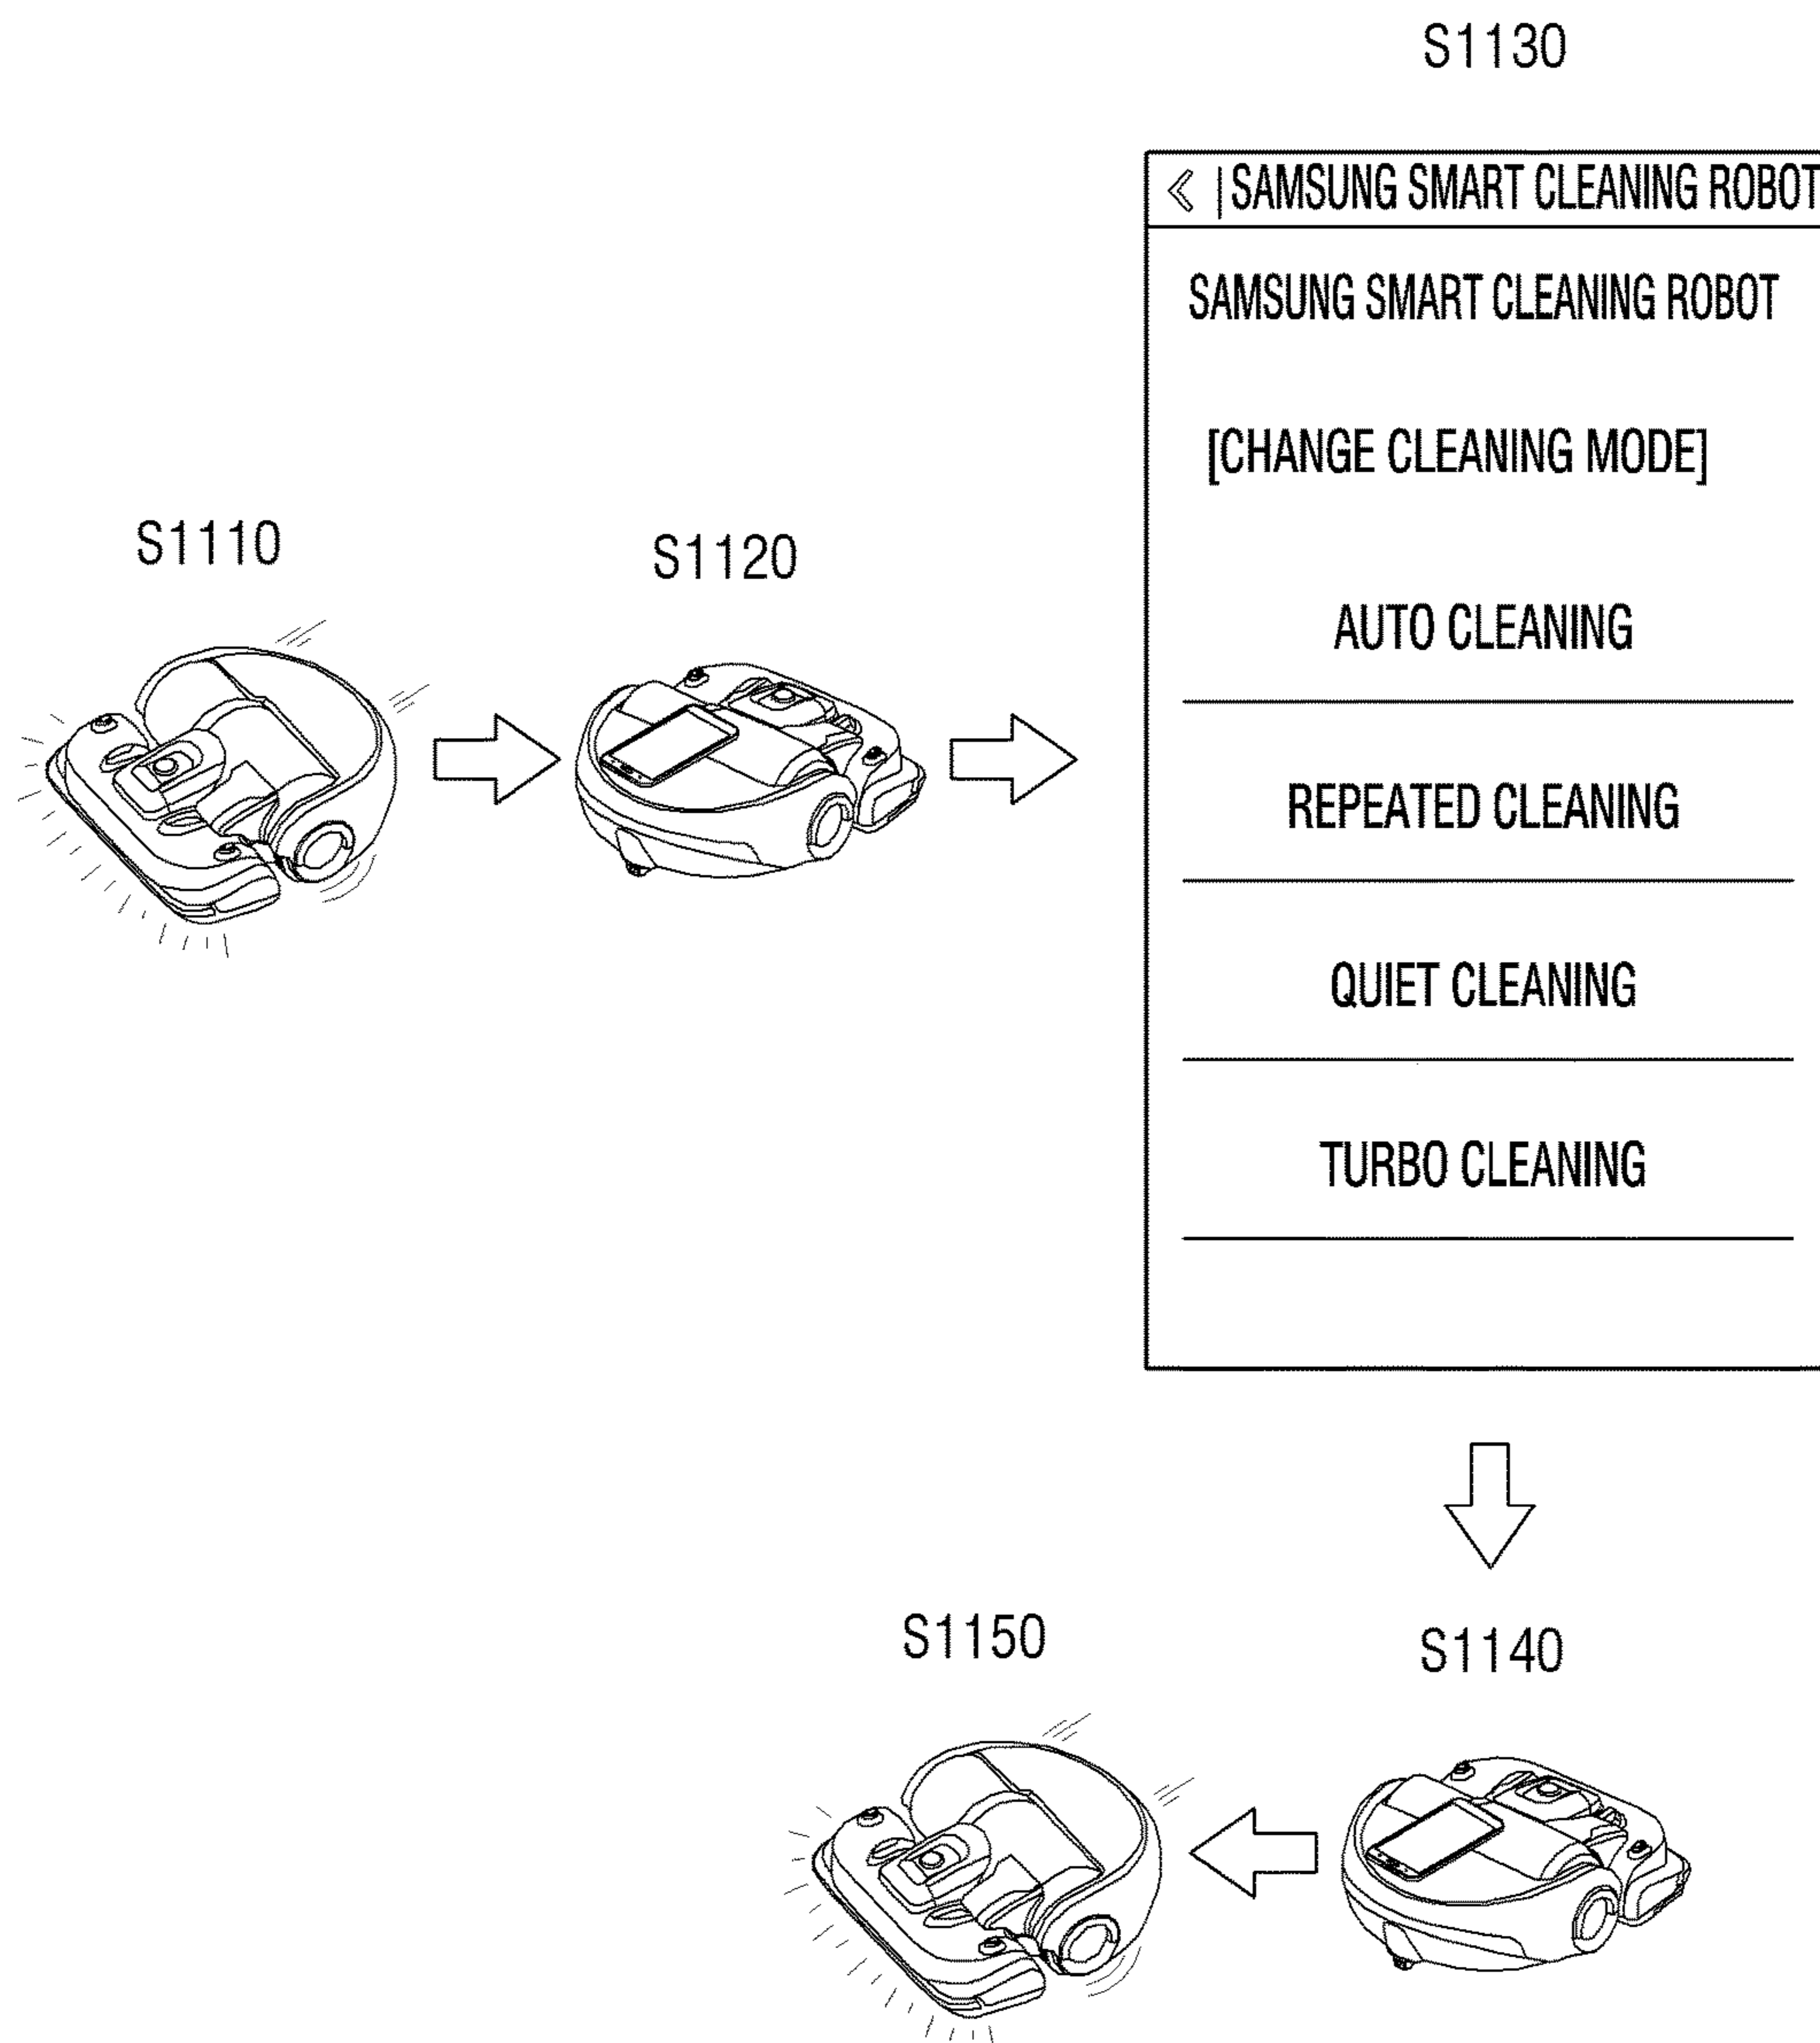 S1130
| SAMSUNG SMART CLEANING ROBOT
SAMSUNG SMART CLEANING ROBOT
[CHANGE CLEANING MODE]
S1110
S1120
AUTO CLEANING
REPEATED CLEANING
QUIET CLEANING
TURBO CLEANING
S1150
S1140